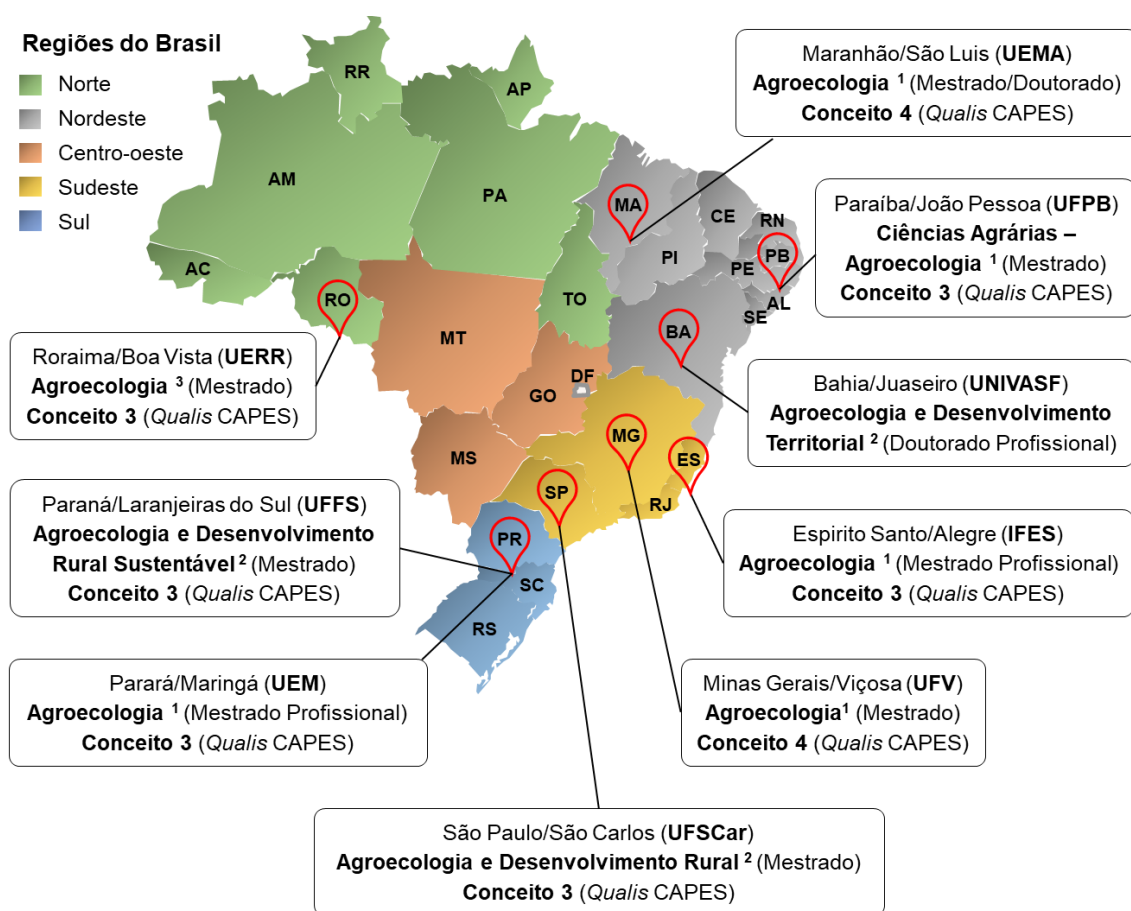 Regiões do Brasil
Norte
Nordeste
Centro-oeste
Sudeste
Sul
RR
AP
AM
PA
AC
RO
TO
MT
MA
CE
RN
PI
PB
PE
AL
SE
BA
DF
GO
MG
ES
MS
SP
RJ
PR
SC
RS
Maranhão/São Luis (UEMA)
Agroecologia ¹ (Mestrado/Doutorado)
Conceito 4 (Qualis CAPES)
Paraíba/João Pessoa (UFPB)
Ciências Agrárias –
Agroecologia ¹ (Mestrado)
Conceito 3 (Qualis CAPES)
Roraima/Boa Vista (UERR)
Agroecologia ³ (Mestrado)
Conceito 3 (Qualis CAPES)
Bahia/Juaseiro (UNIVASF)
Agroecologia e Desenvolvimento
Territorial ² (Doutorado Profissional)
Paraná/Laranjeiras do Sul (UFFS)
Agroecologia e Desenvolvimento
Rural Sustentável ² (Mestrado)
Conceito 3 (Qualis CAPES)
Espirito Santo/Alegre (IFES)
Agroecologia ¹ (Mestrado Profissional)
Conceito 3 (Qualis CAPES)
Parará/Maringá (UEM)
Agroecologia ¹ (Mestrado Profissional)
Conceito 3 (Qualis CAPES)
Minas Gerais/Viçosa (UFV)
Agroecologia¹ (Mestrado)
Conceito 4 (Qualis CAPES)
São Paulo/São Carlos (UFSCar)
Agroecologia e Desenvolvimento Rural ² (Mestrado)
Conceito 3 (Qualis CAPES)